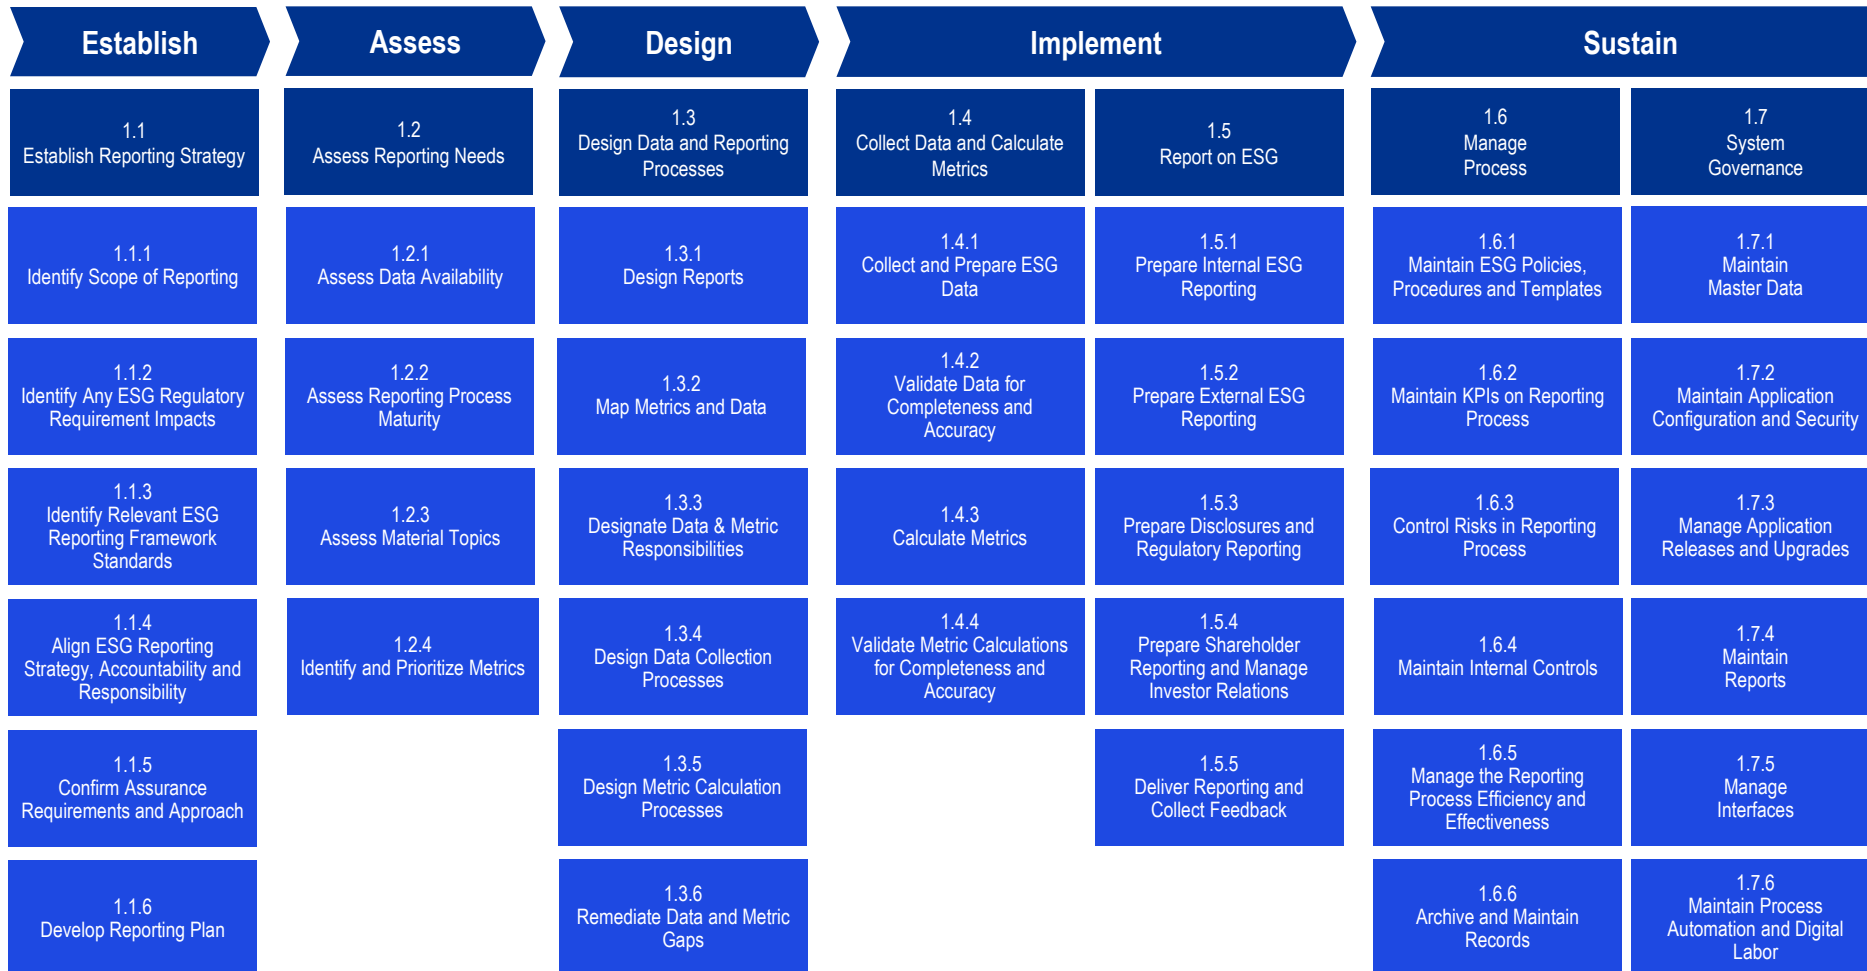 Establish
Assess
Design
Implement
Sustain
1.1
Establish Reporting Strategy
1.2
Assess Reporting Needs
1.3
Design Data and Reporting
Processes
1.4
Collect Data and Calculate
Metrics
1.5
Report on ESG
1.6
Manage
Process
1.7
System
Governance
1.1.1
Identify Scope of Reporting
1.2.1
Assess Data Availability
1.3.1
Design Reports
1.4.1
Collect and Prepare ESG
Data
1.5.1
Prepare Internal ESG
Reporting
1.6.1
Maintain ESG Policies,
Procedures and Templates
1.7.1
Maintain
Master Data
1.1.2
Identify Any ESG Regulatory
Requirement Impacts
1.2.2
Assess Reporting Process
Maturity
1.3.2
Map Metrics and Data
1.4.2
Validate Data for
Completeness and
Accuracy
1.5.2
Prepare External ESG
Reporting
1.6.2
Maintain KPIs on Reporting
Process
1.7.2
Maintain Application
Configuration and Security
1.1.3
Identify Relevant ESG
Reporting Framework
Standards
1.2.3
Assess Material Topics
1.3.3
Designate Data & Metric
Responsibilities
1.4.3
Calculate Metrics
1.5.3
Prepare Disclosures and
Regulatory Reporting
1.6.3
Control Risks in Reporting
Process
1.7.3
Manage Application
Releases and Upgrades
1.1.4
Align ESG Reporting
Strategy, Accountability and
Responsibility
1.2.4
Identify and Prioritize Metrics
1.3.4
Design Data Collection
Processes
1.4.4
Validate Metric Calculations
for Completeness and
Accuracy
1.5.4
Prepare Shareholder
Reporting and Manage
Investor Relations
1.6.4
Maintain Internal Controls
1.7.4
Maintain
Reports
1.1.5
Confirm Assurance
Requirements and Approach
1.3.5
Design Metric Calculation
Processes
1.5.5
Deliver Reporting and
Collect Feedback
1.6.5
Manage the Reporting
Process Efficiency and
Effectiveness
1.7.5
Manage
Interfaces
1.1.6
Develop Reporting Plan
1.3.6
Remediate Data and Metric
Gaps
1.6.6
Archive and Maintain
Records
1.7.6
Maintain Process
Automation and Digital
Labor